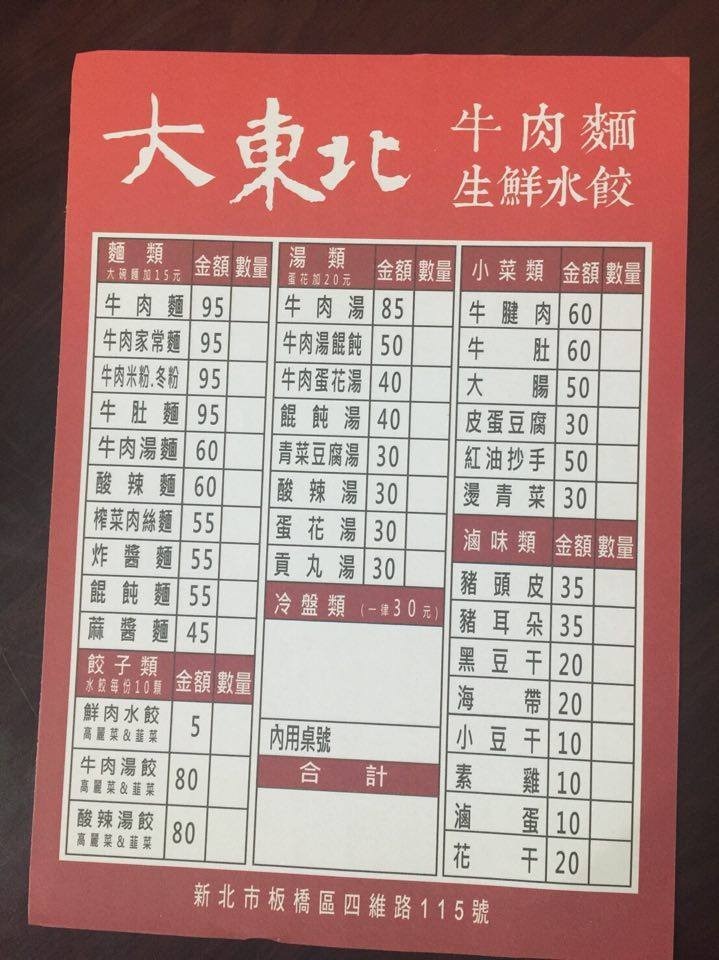 大東北
牛肉麵
生鮮水餃
麵類 金額 數量
大碗麵加15元
牛肉麵 95
牛肉家常麵 95
牛肉米粉.冬粉 95
牛肚麵 95
牛肉湯麵 60
酸辣麵 60
榨菜肉絲麵 55
炸醬麵 55
餛飩麵 55
蔴醬麵 45
餃子類 金額 數量
水餃每份10顆
鮮肉水餃 5
高麗菜&韮菜
牛肉湯餃 80
高麗菜&韮菜
酸辣湯餃 80
高麗菜&韮菜
湯類 金額 數量
蛋花加20元
牛肉湯 85
牛肉湯餛飩 50
牛肉蛋花湯 40
餛飩湯 40
青菜豆腐湯 30
酸辣湯 30
蛋花湯 30
貢丸湯 30
冷盤類 (一律30元)
內用桌號
合計
小菜類 金額 數量
牛腱肉 60
牛肚 60
大腸 50
皮蛋豆腐 30
紅油抄手 50
燙青菜 30
滷味類 金額 數量
豬頭皮 35
豬耳朵 35
黑豆干 20
海帶 20
小豆干 10
素雞 10
滷蛋 10
花干 20
新北市板橋區四維路115號